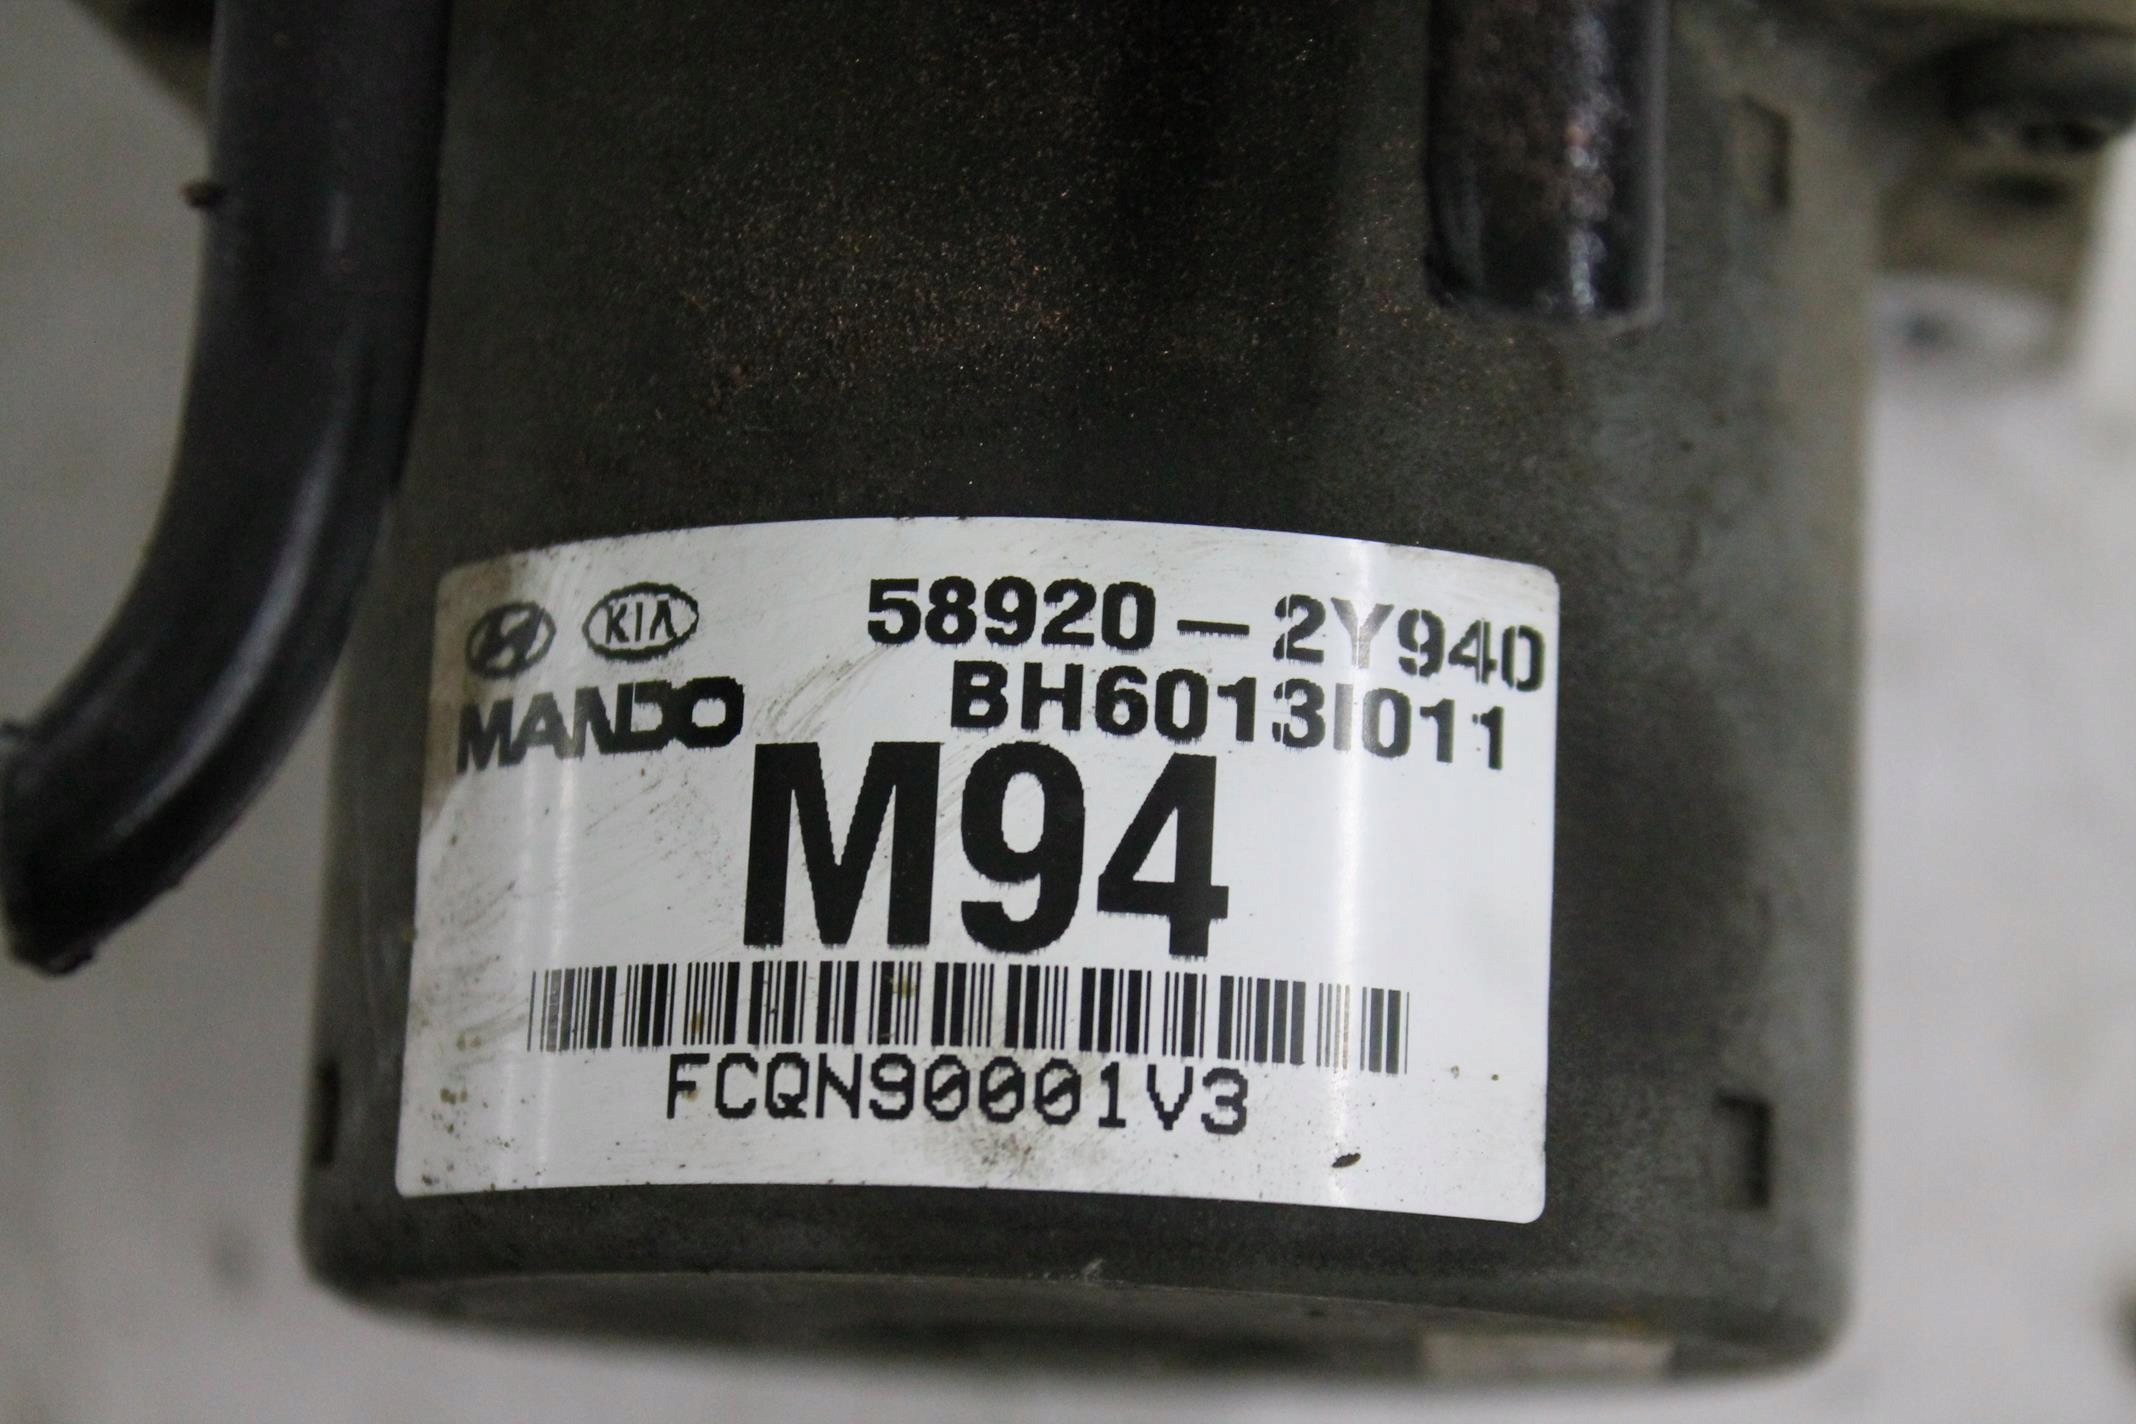 KIA 58920-2Y940
MANDO BH6013I011
M94
FCQN90001V3